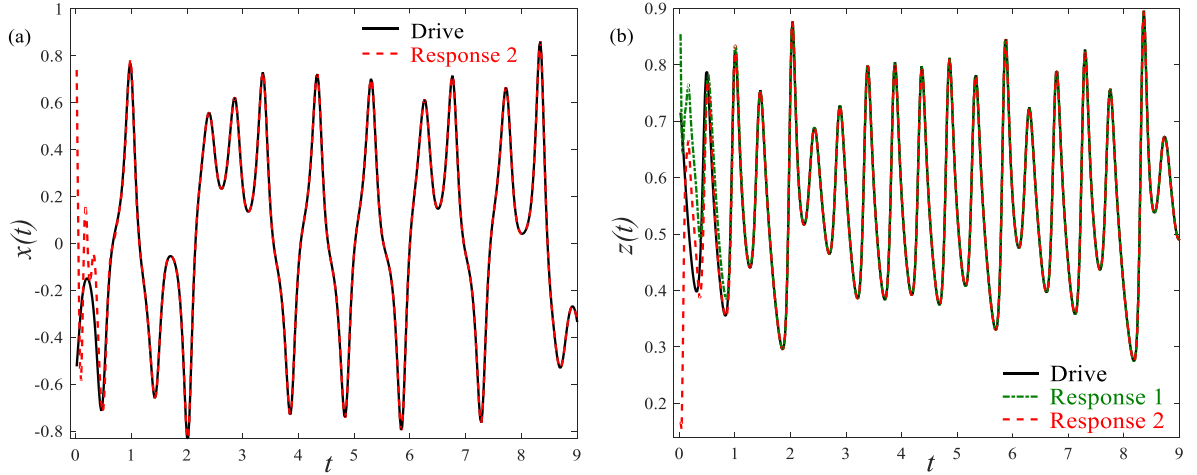 (a)
1
0.8
0.6
0.4
0.2
0
-0.2
-0.4
-0.6
-0.8
x(t)
0 1 2 3 4 5 6 7 8 9
t
Drive
Response 2
(b)
0.9
0.8
0.7
0.6
0.5
0.4
0.3
0.2
z(t)
0 1 2 3 4 5 6 7 8 9
t
Drive
Response 1
Response 2